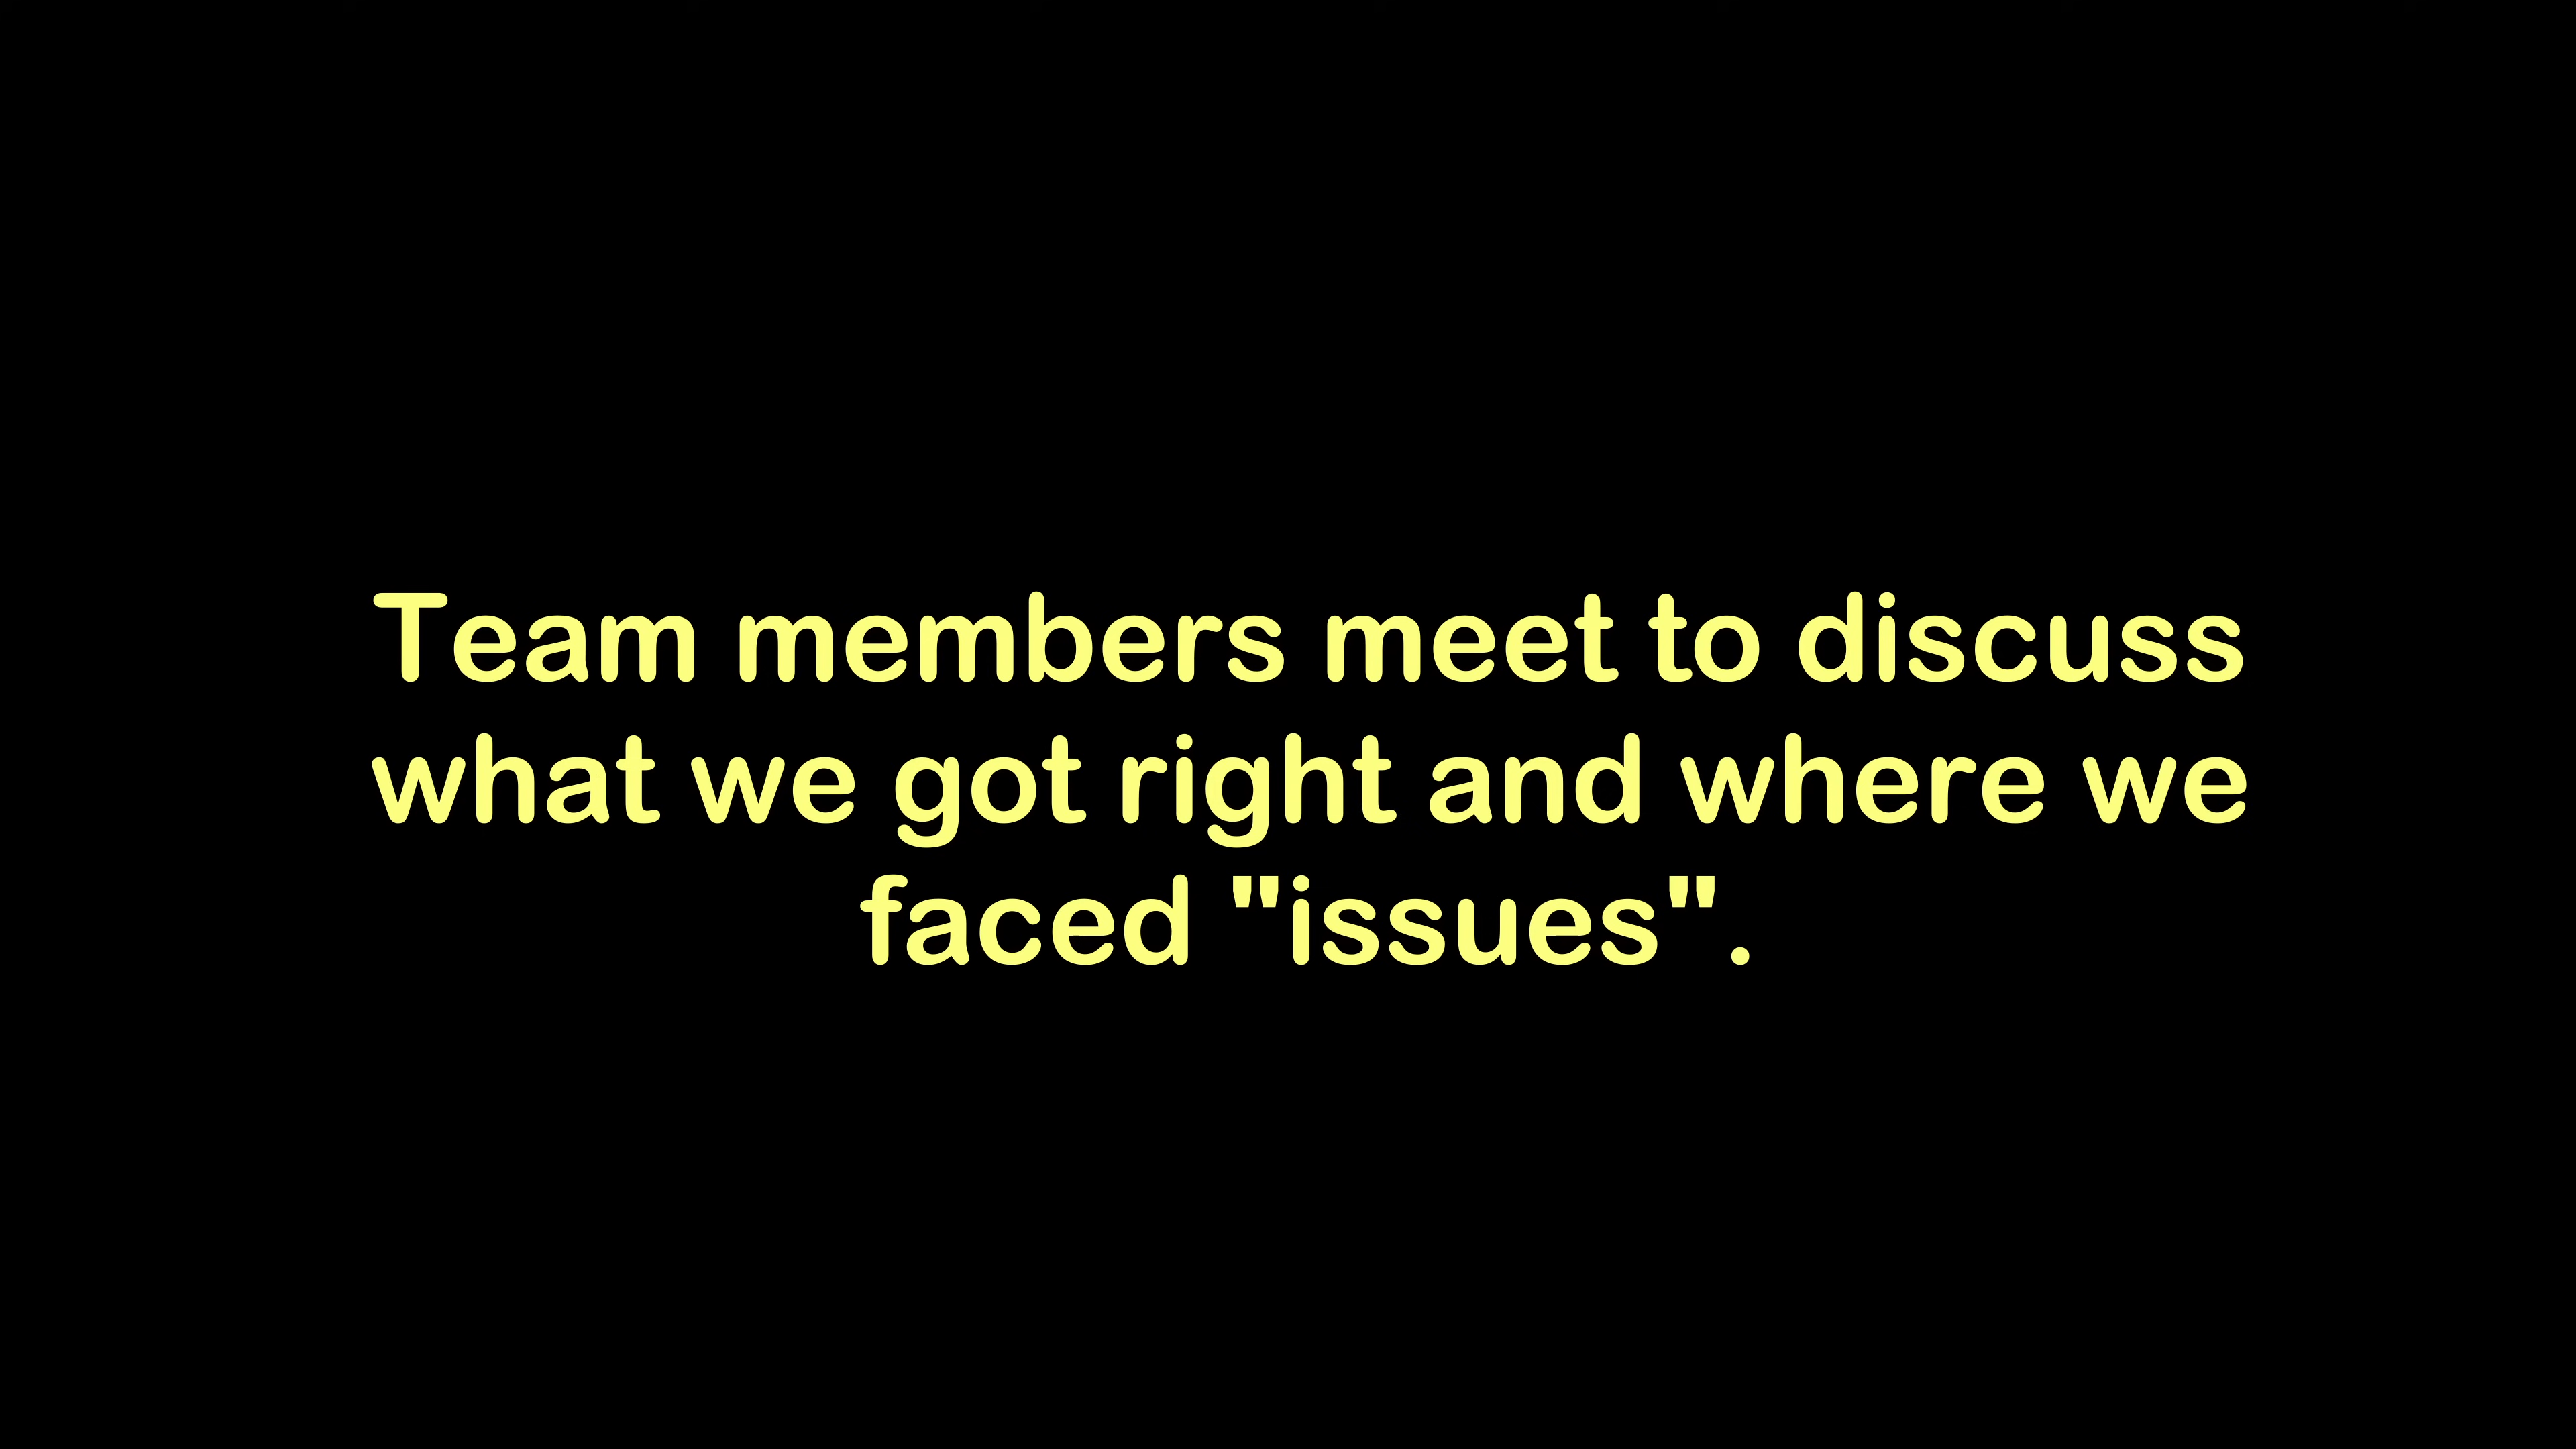 Team members meet to discuss
what we got right and where we
faced "issues".